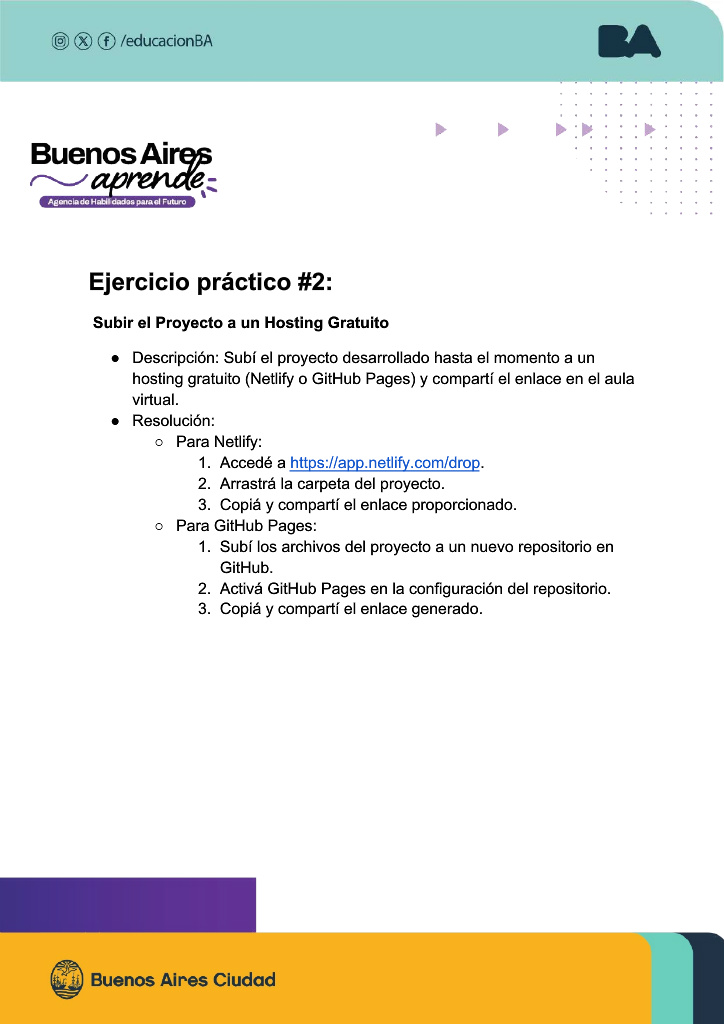 /educacionBA
BA
Buenos Aires
aprende
Agencia de Habilidades para el Futuro
Ejercicio práctico #2:
Subir el Proyecto a un Hosting Gratuito
● Descripción: Subí el proyecto desarrollado hasta el momento a un
hosting gratuito (Netlify o GitHub Pages) y compartí el enlace en el aula
virtual.
● Resolución:
○ Para Netlify:
1. Accedé a https://app.netlify.com/drop.
2. Arrastrá la carpeta del proyecto.
3. Copiá y compartí el enlace proporcionado.
○ Para GitHub Pages:
1. Subí los archivos del proyecto a un nuevo repositorio en
GitHub.
2. Activá GitHub Pages en la configuración del repositorio.
3. Copiá y compartí el enlace generado.
Buenos Aires Ciudad